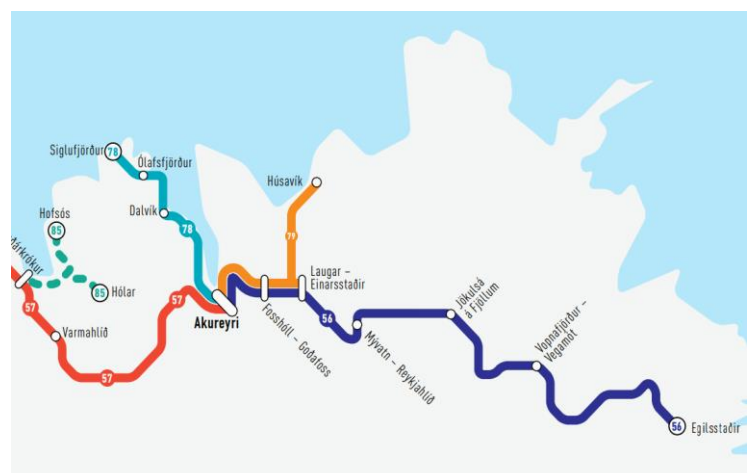 Siglufjörður
78
Ólafsfjörður
Dalvík
78
Hofsós
85
Hólar
85
57
Varmahlíð
57
57
Akureyri
Húsavík
79
Laugar –
Einarsstaðir
Fosshóll – Goðafoss
56
Mývatn – Reykjahlíð
Jökulsá
á Fjöllum
Vopnafjörður –
Vegamót
56
Egilsstaðir